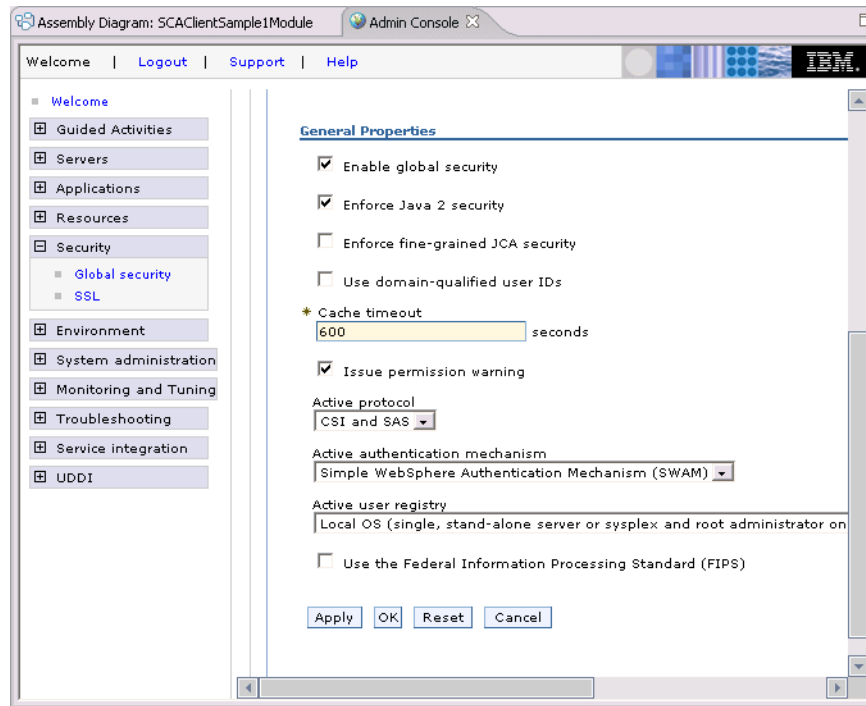 Assembly Diagram: SCAClientSample1Module
Admin Console
Welcome | Logout | Support | Help
IBM.
Welcome
Guided Activities
Servers
Applications
Resources
Security
Global security
SSL
Environment
System administration
Monitoring and Tuning
Troubleshooting
Service integration
UDDI
General Properties
Enable global security
Enforce Java 2 security
Enforce fine-grained JCA security
Use domain-qualified user IDs
* Cache timeout
600 seconds
Issue permission warning
Active protocol
CSI and SAS
Active authentication mechanism
Simple WebSphere Authentication Mechanism (SWAM)
Active user registry
Local OS (single, stand-alone server or sysplex and root administrator on
Use the Federal Information Processing Standard (FIPS)
Apply OK Reset Cancel